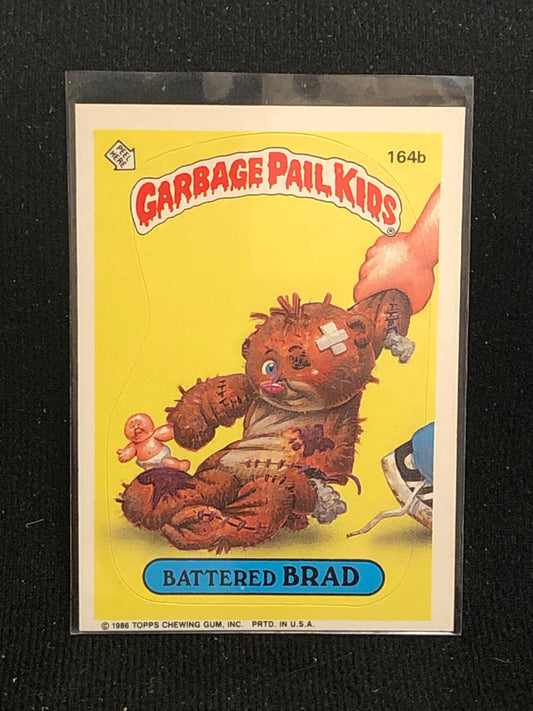 PEEL
HERE
164b
GARBAGE PAIL KIDS®
BATTERED BRAD
© 1986 TOPPS CHEWING GUM, INC. PRTD. IN U.S.A.